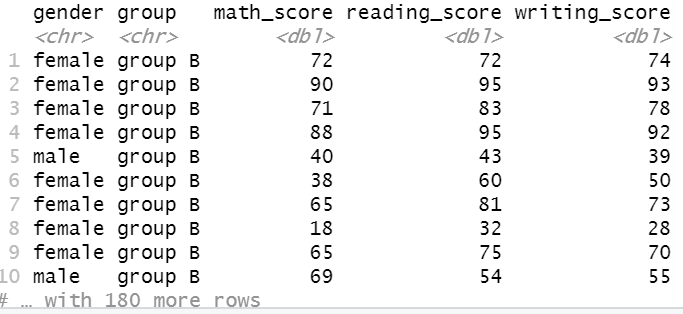 gender group math_score reading_score writing_score
<chr> <chr> <dbl> <dbl> <dbl>
1 female group B 72 72 74
2 female group B 90 95 93
3 female group B 71 83 78
4 female group B 88 95 92
5 male group B 40 43 39
6 female group B 38 60 50
7 female group B 65 81 73
8 female group B 18 32 28
9 female group B 65 75 70
10 male group B 69 54 55
# … with 180 more rows